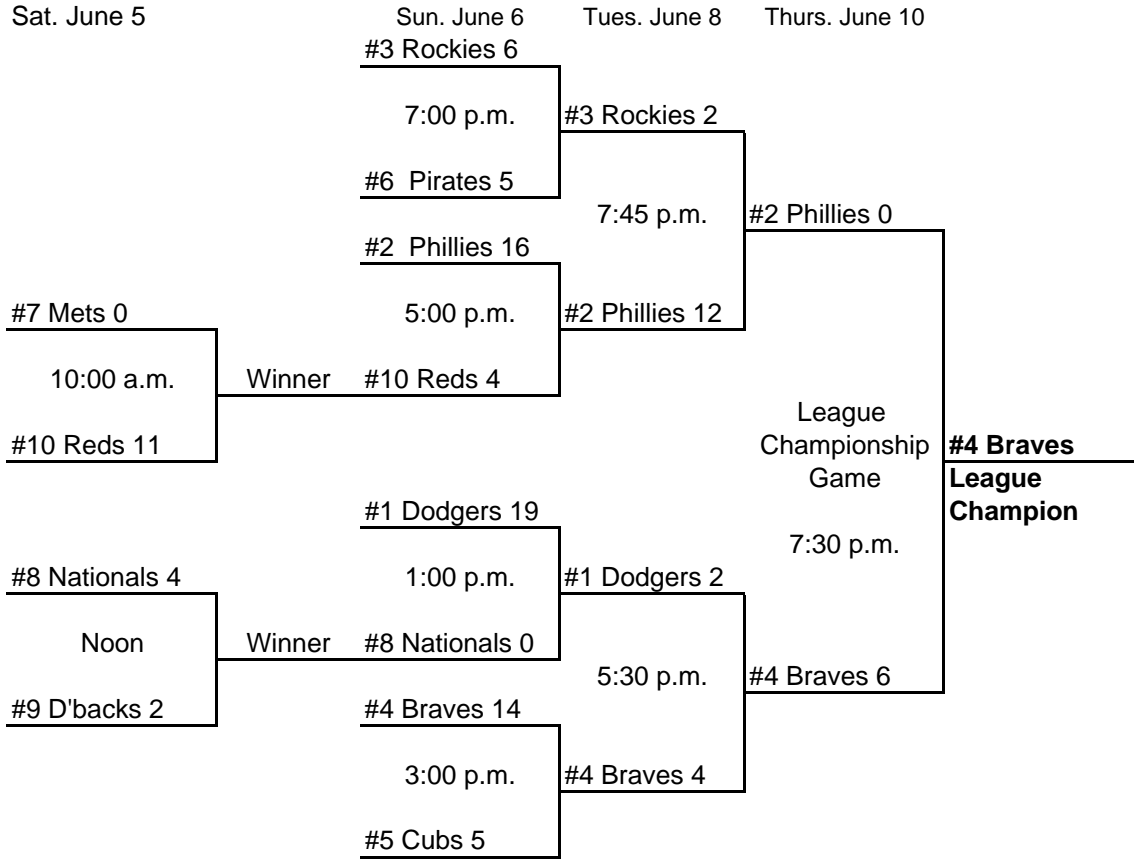 Sat. June 5
Sun. June 6
Tues. June 8
Thurs. June 10
#3 Rockies 6
7:00 p.m.
#3 Rockies 2
#6  Pirates 5
7:45 p.m.
#2 Phillies 0
#2  Phillies 16
#7 Mets 0
5:00 p.m.
#2 Phillies 12
10:00 a.m.
Winner
#10 Reds 4
#10 Reds 11
League
Championship
Game
7:30 p.m.
#4 Braves
League
Champion
#1 Dodgers 19
#8 Nationals 4
1:00 p.m.
#1 Dodgers 2
Noon
Winner
#8 Nationals 0
5:30 p.m.
#4 Braves 6
#9 D'backs 2
#4 Braves 14
3:00 p.m.
#4 Braves 4
#5 Cubs 5